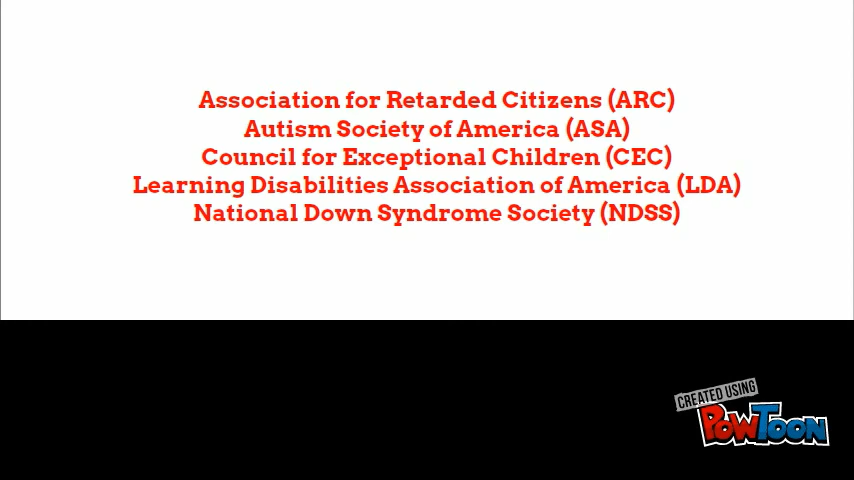 Association for Retarded Citizens (ARC)
Autism Society of America (ASA)
Council for Exceptional Children (CEC)
Learning Disabilities Association of America (LDA)
National Down Syndrome Society (NDSS)
CREATED USING
POWTOON